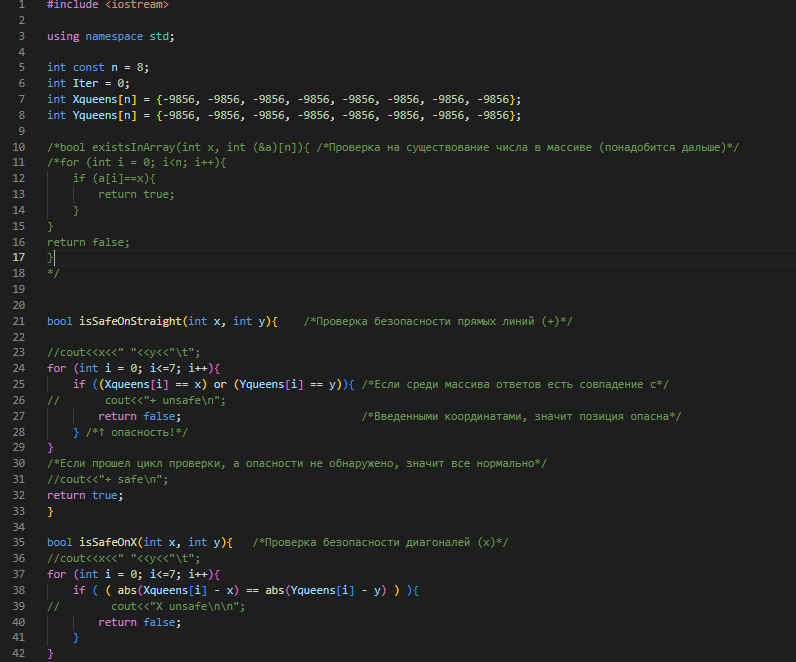 1 #include <iostream>
2
3 using namespace std;
4
5 int const n = 8;
6 int Iter = 0;
7 int Xqueens[n] = {-9856, -9856, -9856, -9856, -9856, -9856, -9856, -9856};
8 int Yqueens[n] = {-9856, -9856, -9856, -9856, -9856, -9856, -9856, -9856};
9
10 /*bool existsInArray(int x, int (&a)[n]){ /*Проверка на существование числа в массиве (понадобится дальше)*/
11 /*for (int i = 0; i<n; i++){
12 if (a[i]==x){
13 return true;
14 }
15 }
16 return false;
17 }
18 */
19
20
21 bool isSafeOnStraight(int x, int y){ /*Проверка безопасности прямых линий (+)*/
22
23 //cout<<x<<" "<<y<<"\t";
24 for (int i = 0; i<=7; i++){
25 if ((Xqueens[i] == x) or (Yqueens[i] == y)){ /*Если среди массива ответов есть совпадение с*/
26 // cout<<"+ unsafe\n";
27 return false; /*Введенными координатами, значит позиция опасна*/
28 } /*↑ опасность!*/
29 }
30 /*Если прошел цикл проверки, а опасности не обнаружено, значит все нормально*/
31 //cout<<"+ safe\n";
32 return true;
33 }
34
35 bool isSafeOnX(int x, int y){ /*Проверка безопасности диагоналей (x)*/
36 //cout<<x<<" "<<y<<"\t";
37 for (int i = 0; i<=7; i++){
38 if ( ( abs(Xqueens[i] - x) == abs(Yqueens[i] - y) ) ){
39 // cout<<"X unsafe\n\n";
40 return false;
41 }
42 }